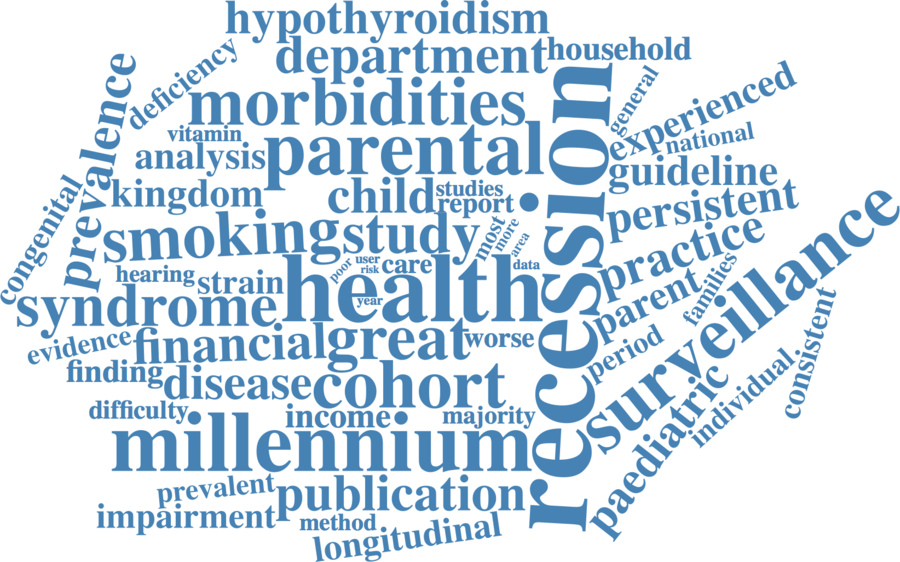 hypothyroidism
department
household
deficiency
morbidities
general
experienced
prevalence
vitamin
parental
national
analysis
guideline
kingdom
child
studies
report
recession
persistent
congenital
smoking
study
most
more
area
practice
surveillance
hearing
strain
poor
user
risk
care
data
health
year
parent
families
syndrome
evidence
financial
great
worse
period
consistent
finding
disease
cohort
individual
difficulty
income
majority
paediatric
millennium
prevalent
publication
impairment
method
longitudinal